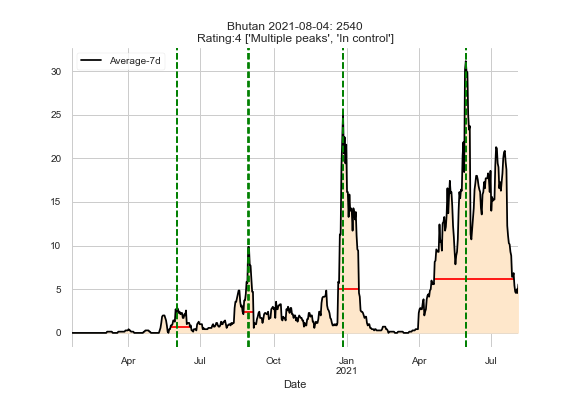 Bhutan 2021-08-04: 2540
Rating:4 ['Multiple peaks', 'In control']
Average-7d
30
25
20
15
10
5
0
Apr Jul Oct Jan Apr Jul
2021
Date